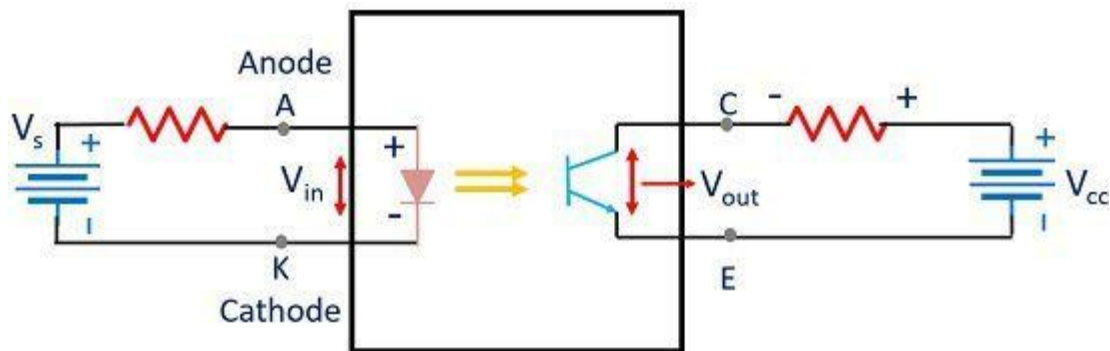 Anode
A
Vs
+
-
Vin
+
-
K
Cathode
C
- +
Vout
E
+
-
Vcc